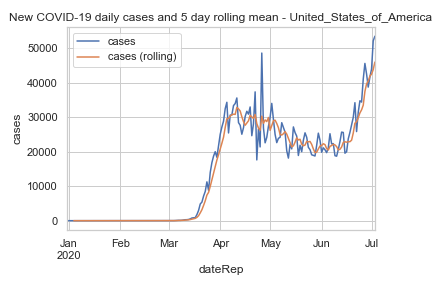 New COVID-19 daily cases and 5 day rolling mean - United_States_of_America
cases
cases (rolling)
50000
40000
30000
20000
10000
0
cases
Jan Feb Mar Apr May Jun Jul
2020
dateRep